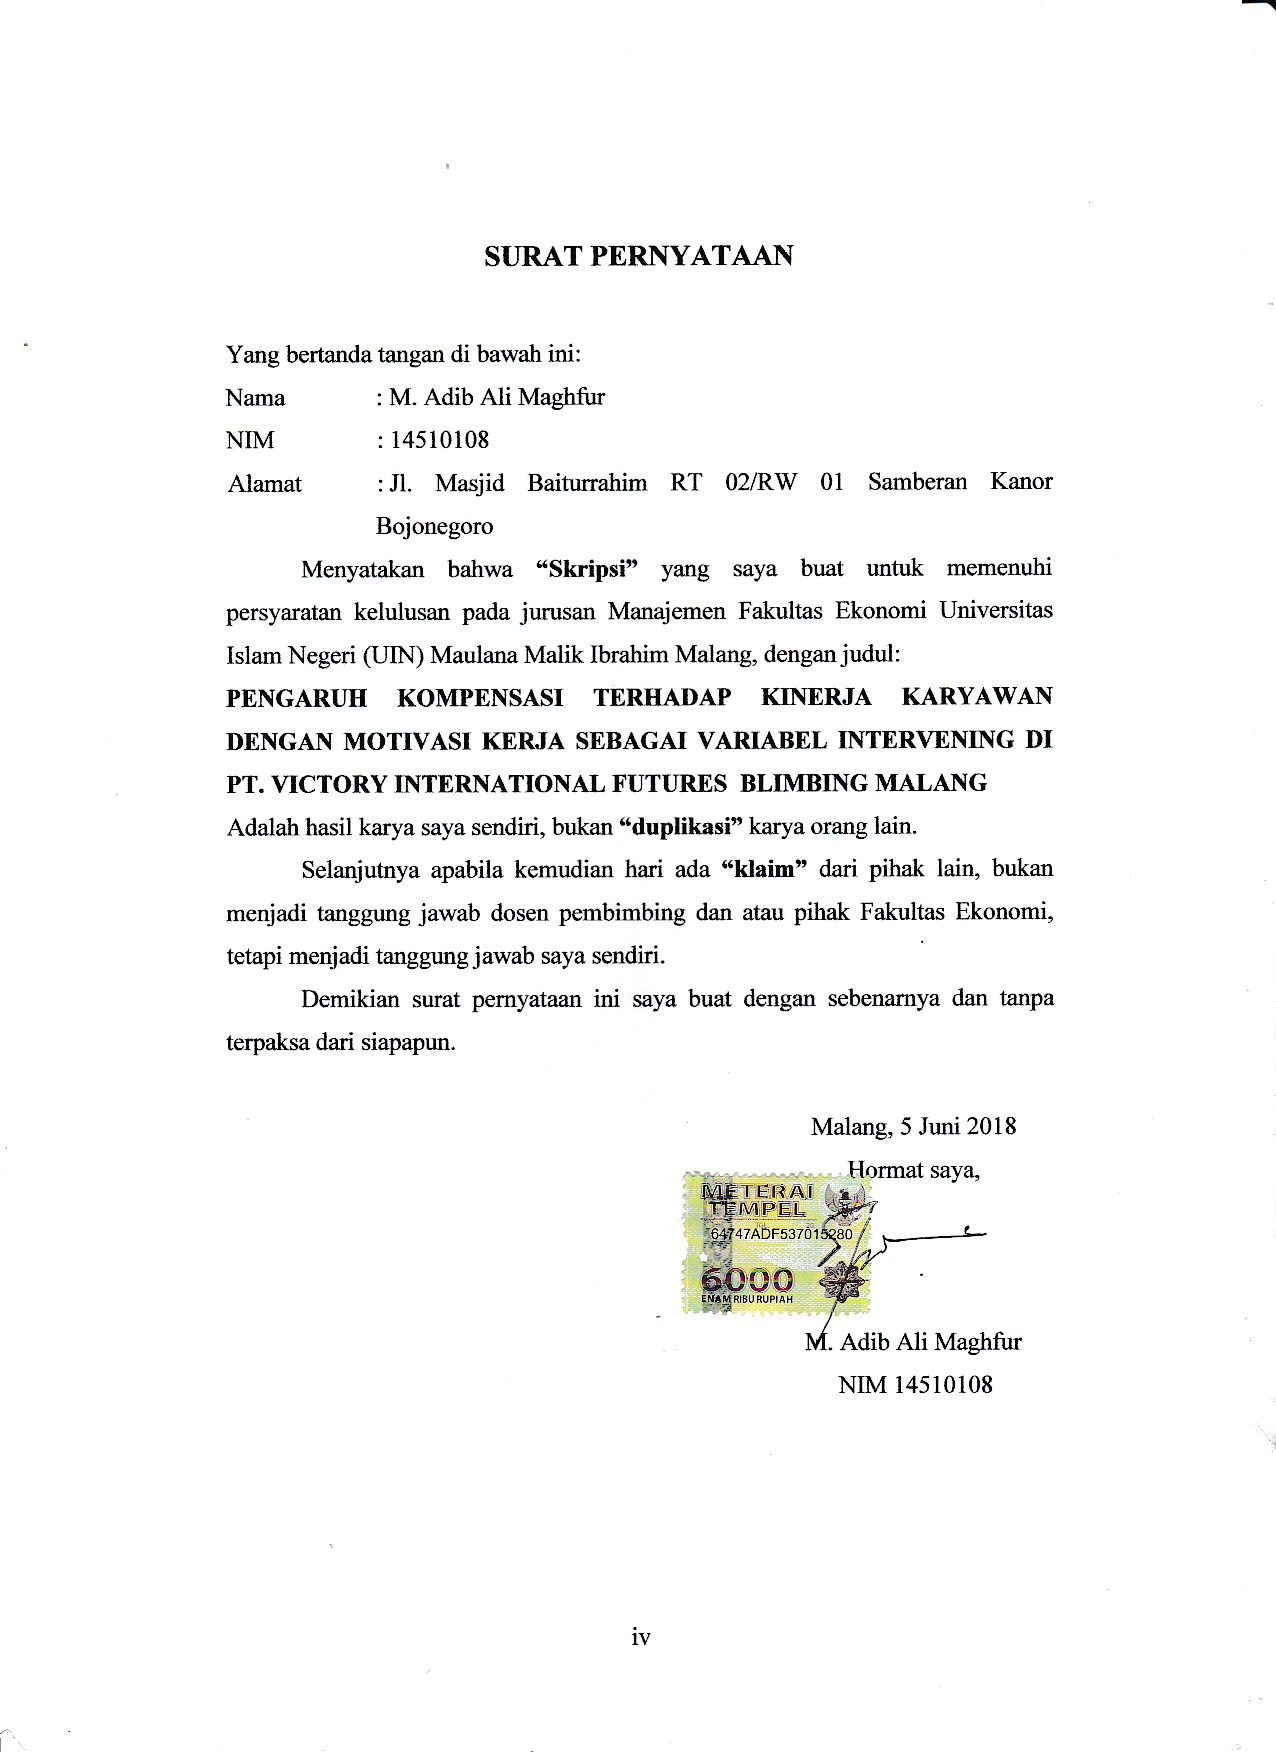 SURAT PERNYATAAN
Yang bertanda tangan di bawah ini:
Nama : M. Adib Ali Maghfur
NIM : 14510108
Alamat : Jl. Masjid Baiturrahim RT 02/RW 01 Samberan Kanor
Bojonegoro
Menyatakan bahwa “Skripsi” yang saya buat untuk memenuhi
persyaratan kelulusan pada jurusan Manajemen Fakultas Ekonomi Universitas
Islam Negeri (UIN) Maulana Malik Ibrahim Malang, dengan judul:
PENGARUH KOMPENSASI TERHADAP KINERJA KARYAWAN
DENGAN MOTIVASI KERJA SEBAGAI VARIABEL INTERVENING DI
PT. VICTORY INTERNATIONAL FUTURES BLIMBING MALANG
Adalah hasil karya saya sendiri, bukan “duplikasi” karya orang lain.
Selanjutnya apabila kemudian hari ada “klaim” dari pihak lain, bukan
menjadi tanggung jawab dosen pembimbing dan atau pihak Fakultas Ekonomi,
tetapi menjadi tanggung jawab saya sendiri.
Demikian surat pernyataan ini saya buat dengan sebenarnya dan tanpa
terpaksa dari siapapun.
Malang, 5 Juni 2018
Hormat saya,
METERAI
TEMPEL
64747ADF537015280
6000
ENAM RIBU RUPIAH
M. Adib Ali Maghfur
NIM 14510108
iv